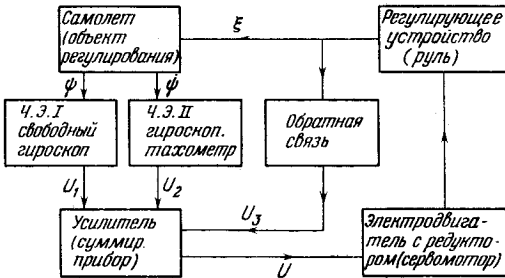 Самолет
(объект
регулирования)
ξ
Регулирующее
устройство
(руль)
ψ
ψ̇
Ч.Э.I
свободный
гироскоп
Ч.Э.II
гироскоп.
тахометр
Обратная
связь
U₁
U₂
U₃
Усилитель
(суммир.
прибор)
U
Электродвига-
тель с редукто-
ром(сервомотор)